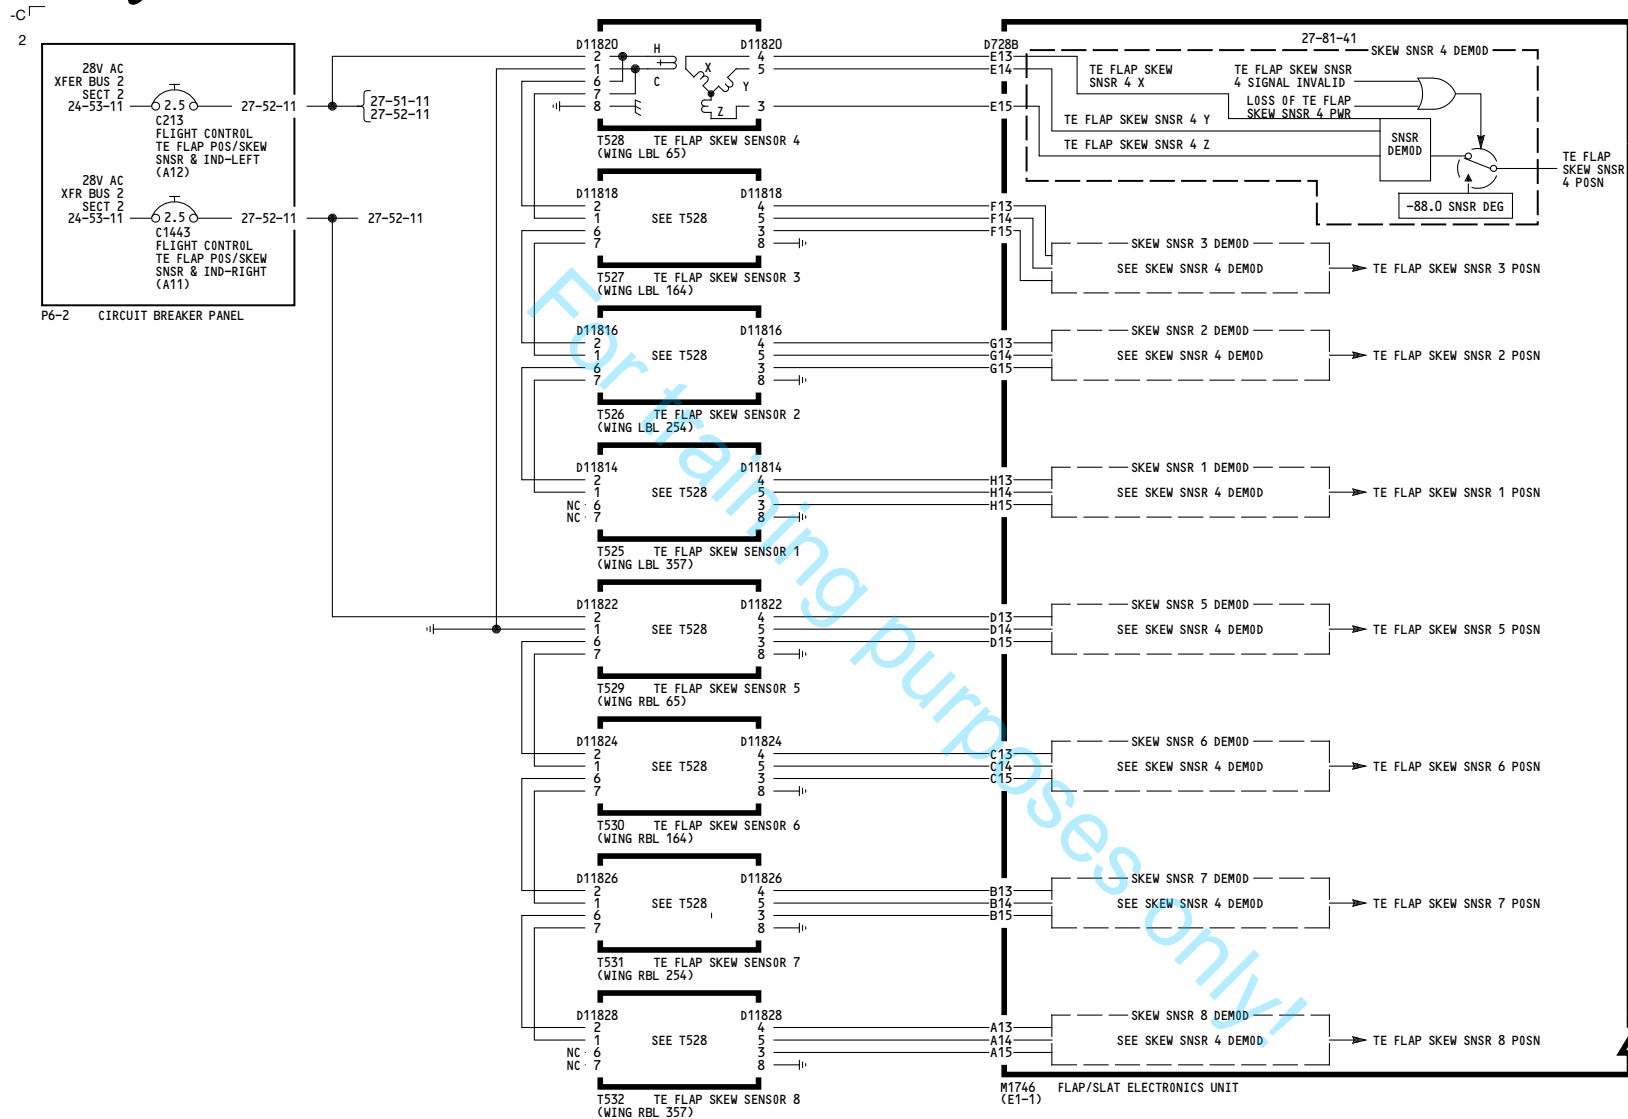 -C
2
28V AC
XFER BUS 2
SECT 2
24-53-11
2.5
27-52-11
C213
FLIGHT CONTROL
TE FLAP POS/SKEW
SNSR & IND-LEFT
(A12)
28V AC
XFR BUS 2
SECT 2
24-53-11
2.5
27-52-11
C1443
FLIGHT CONTROL
TE FLAP POS/SKEW
SNSR & IND-RIGHT
(A11)
P6-2 CIRCUIT BREAKER PANEL
27-51-11
27-52-11
27-52-11
D11820 D11820
2 H 4
1 C X Y 5
6
7
8 Z 3
T528 TE FLAP SKEW SENSOR 4
(WING LBL 65)
D11818 D11818
2 4
1 SEE T528 5
6 3
7 8
T527 TE FLAP SKEW SENSOR 3
(WING LBL 164)
D11816 D11816
2 4
1 SEE T528 5
6 3
7 8
T526 TE FLAP SKEW SENSOR 2
(WING LBL 254)
D11814 D11814
2 4
1 SEE T528 5
NC 6 3
NC 7 8
T525 TE FLAP SKEW SENSOR 1
(WING LBL 357)
D11822 D11822
2 4
1 SEE T528 5
6 3
7 8
T529 TE FLAP SKEW SENSOR 5
(WING RBL 65)
D11824 D11824
2 4
1 SEE T528 5
6 3
7 8
T530 TE FLAP SKEW SENSOR 6
(WING RBL 164)
D11826 D11826
2 4
1 SEE T528 5
6 3
7 8
T531 TE FLAP SKEW SENSOR 7
(WING RBL 254)
D11828 D11828
2 4
1 SEE T528 5
NC 6 3
NC 7 8
T532 TE FLAP SKEW SENSOR 8
(WING RBL 357)
D728B
E13
E14
E15
27-81-41
SKEW SNSR 4 DEMOD
TE FLAP SKEW
SNSR 4 X
TE FLAP SKEW SNSR
4 SIGNAL INVALID
LOSS OF TE FLAP
SKEW SNSR 4 PWR
TE FLAP SKEW SNSR 4 Y
TE FLAP SKEW SNSR 4 Z
SNSR
DEMOD
-88.0 SNSR DEG
TE FLAP
SKEW SNSR
4 POSN
F13
F14
F15
SKEW SNSR 3 DEMOD
SEE SKEW SNSR 4 DEMOD
TE FLAP SKEW SNSR 3 POSN
G13
G14
G15
SKEW SNSR 2 DEMOD
SEE SKEW SNSR 4 DEMOD
TE FLAP SKEW SNSR 2 POSN
H13
H14
H15
SKEW SNSR 1 DEMOD
SEE SKEW SNSR 4 DEMOD
TE FLAP SKEW SNSR 1 POSN
D13
D14
D15
SKEW SNSR 5 DEMOD
SEE SKEW SNSR 4 DEMOD
TE FLAP SKEW SNSR 5 POSN
C13
C14
C15
SKEW SNSR 6 DEMOD
SEE SKEW SNSR 4 DEMOD
TE FLAP SKEW SNSR 6 POSN
B13
B14
B15
SKEW SNSR 7 DEMOD
SEE SKEW SNSR 4 DEMOD
TE FLAP SKEW SNSR 7 POSN
A13
A14
A15
SKEW SNSR 8 DEMOD
SEE SKEW SNSR 4 DEMOD
TE FLAP SKEW SNSR 8 POSN
M1746 FLAP/SLAT ELECTRONICS UNIT
(E1-1)
For training purposes only!